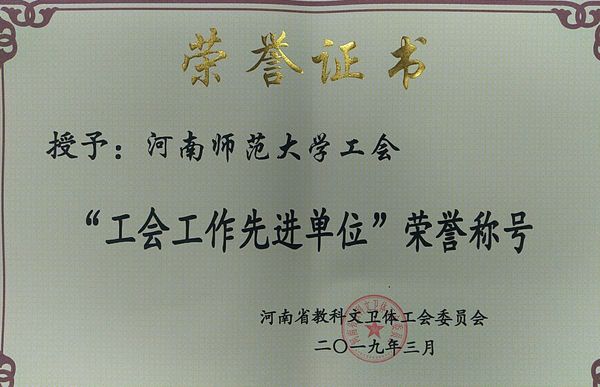 荣誉证书
授予：河南师范大学工会
“工会工作先进单位”荣誉称号
河南省教科文卫体工会委员会
二〇一九年三月